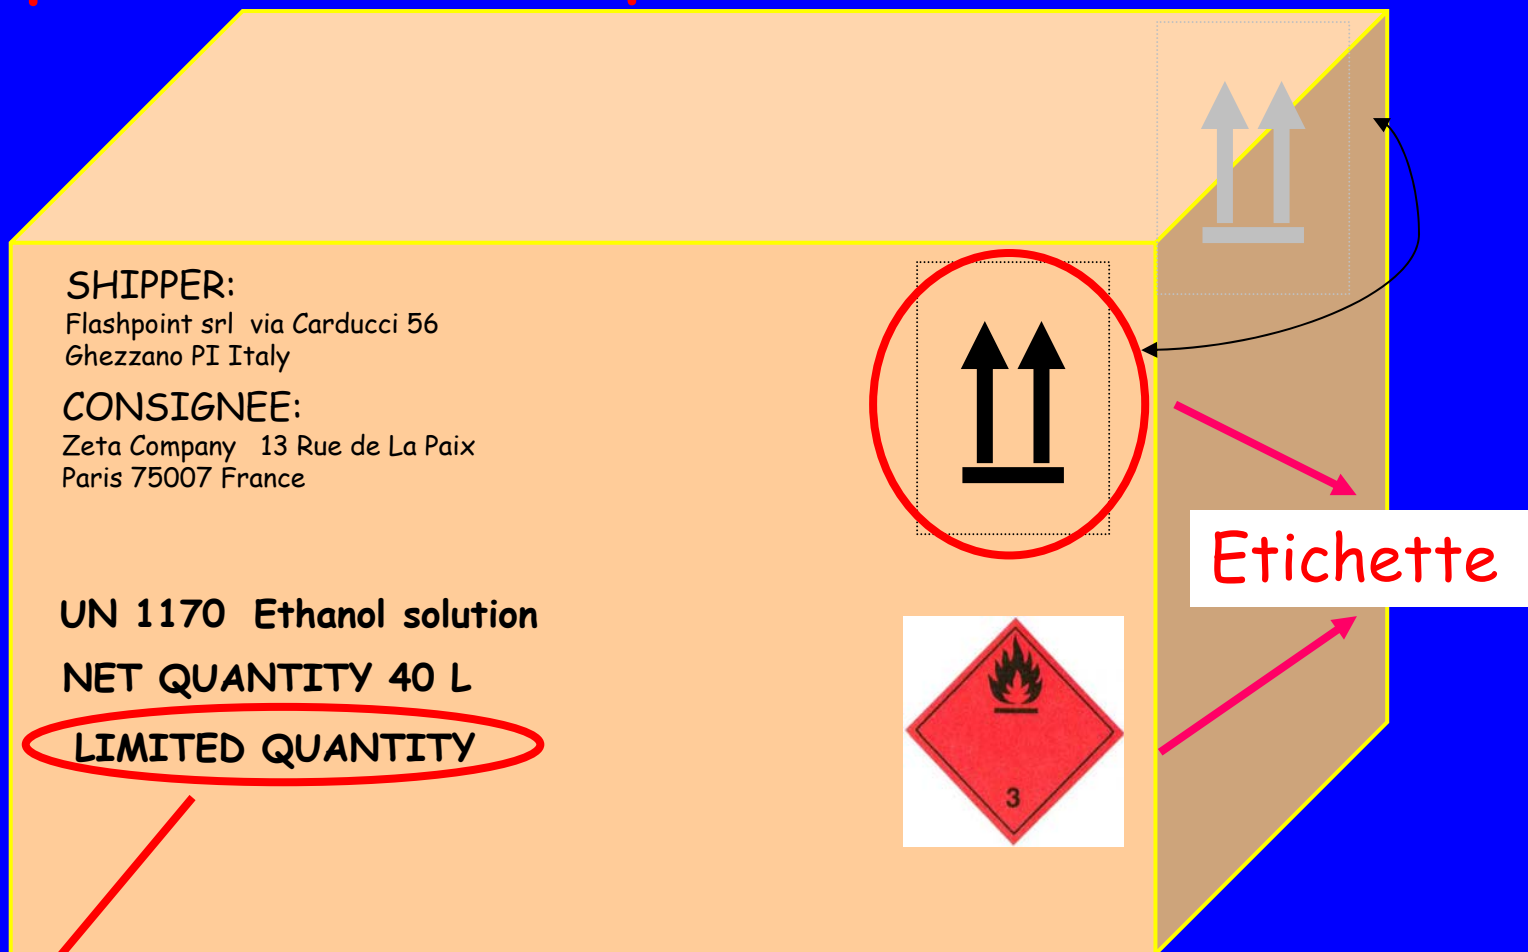 SHIPPER:
Flashpoint srl via Carducci 56
Ghezzano PI Italy
CONSIGNEE:
Zeta Company 13 Rue de La Paix
Paris 75007 France
Etichette
UN 1170 Ethanol solution
NET QUANTITY 40 L
LIMITED QUANTITY
3